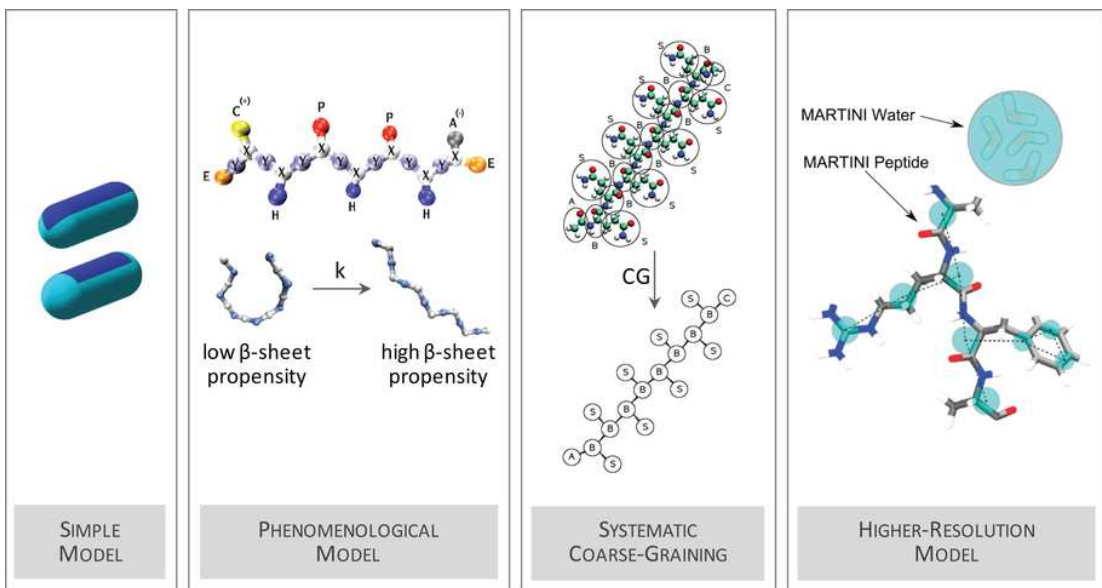 SIMPLE
MODEL
C(+)
P
P
A(-)
X
X
X
X
Y
Y
Y
Y
Y
Y
X
X
X
E
E
H
H
H
k
low β-sheet
propensity
high β-sheet
propensity
PHENOMENOLOGICAL
MODEL
S
B
C
S
B
S
B
S
B
S
B
S
B
S
A
B
S
CG
S
C
B
S
B
S
B
S
B
S
B
S
B
S
B
S
A
B
S
SYSTEMATIC
COARSE-GRAINING
MARTINI Water
MARTINI Peptide
HIGHER-RESOLUTION
MODEL